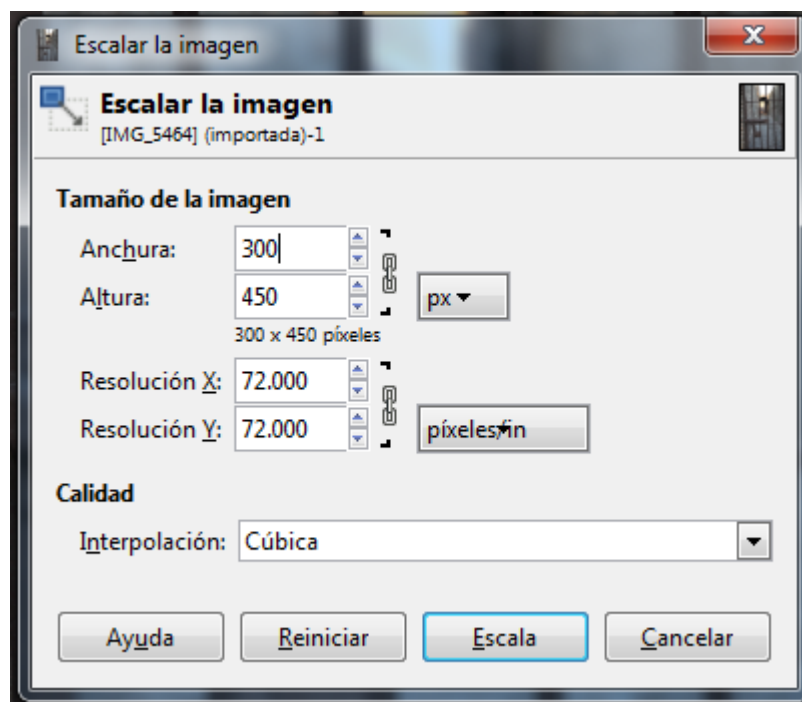 Escalar la imagen
Escalar la imagen
[IMG_5464] (importada)-1
Tamaño de la imagen
Anchura: 300
Altura: 450 px
300 x 450 píxeles
Resolución X: 72.000
Resolución Y: 72.000 píxeles/in
Calidad
Interpolación: Cúbica
Ayuda Reiniciar Escala Cancelar